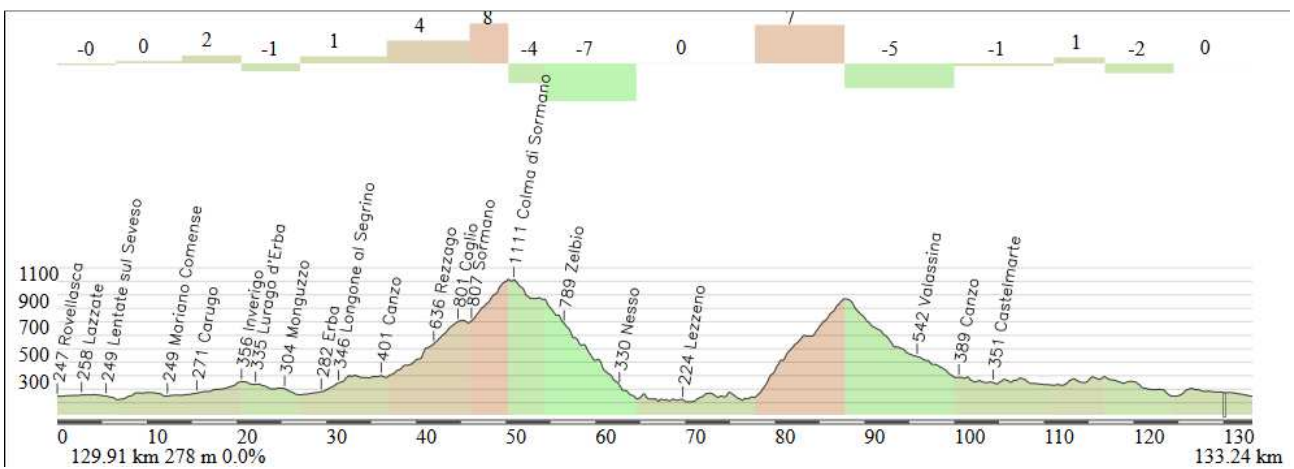 -0 0 2 -1 1 4 8 -4 -7 0 7 -5 -1 1 -2 0
247 Rovellasca
258 Lazzate
249 Lentate sul Seveso
249 Mariano Comense
271 Carugo
356 Inverigo
335 Lurago d'Erba
304 Monguzzo
282 Erba
346 Longone al Segrino
401 Canzo
636 Rezzago
801 Caglio
807 Sormano
1111 Colma di Sormano
789 Zelbio
330 Nesso
224 Lezzeno
542 Valassina
389 Canzo
351 Castelmarte
1100
900
700
500
300
0 10 20 30 40 50 60 70 80 90 100 110 120 130
129.91 km 278 m 0.0% 133.24 km